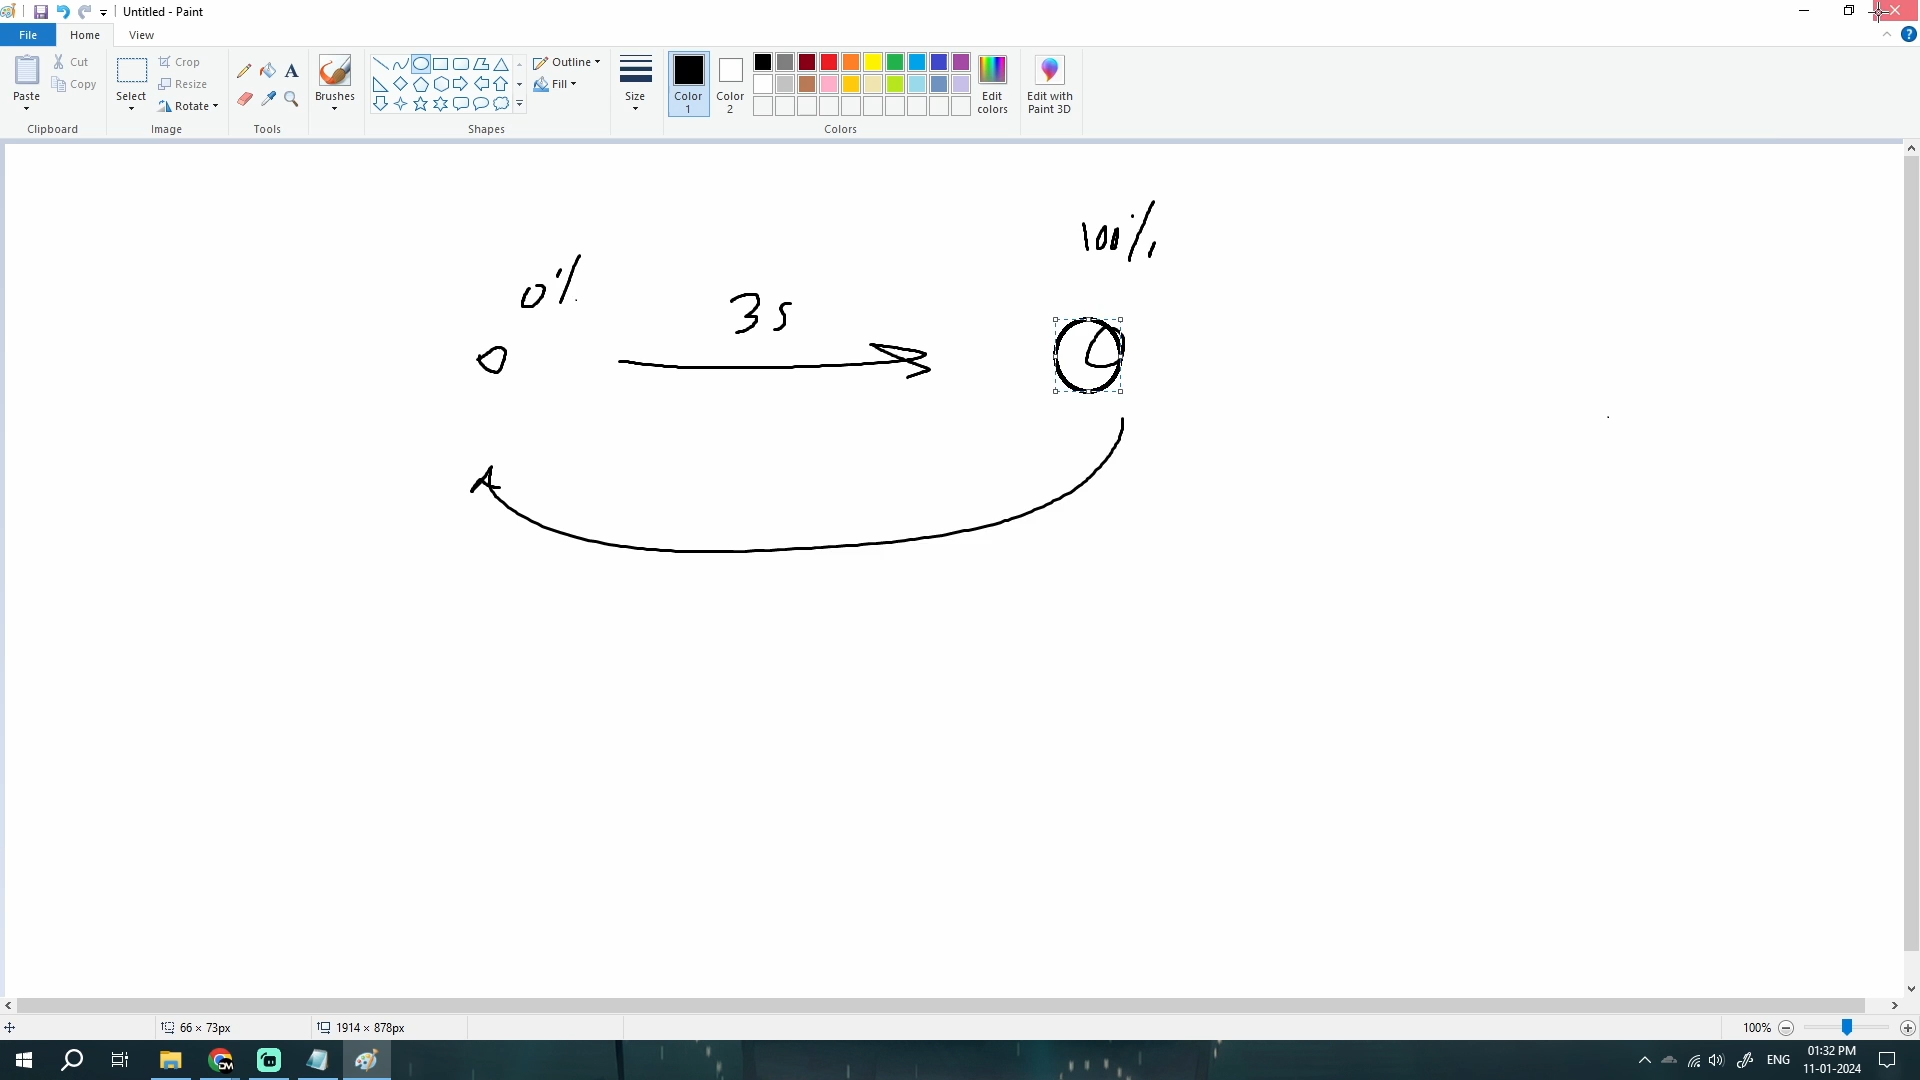 Untitled - Paint
File Home View
Paste
Cut
Copy
Clipboard
Select
Crop
Resize
Rotate
Image
Tools
Brushes
Shapes
Outline
Fill
Size
Color 1
Color 2
Edit colors
Colors
Edit with Paint 3D
100%
0%
3s
66 × 73px
1914 × 878px
100%
ENG
01:32 PM
11-01-2024